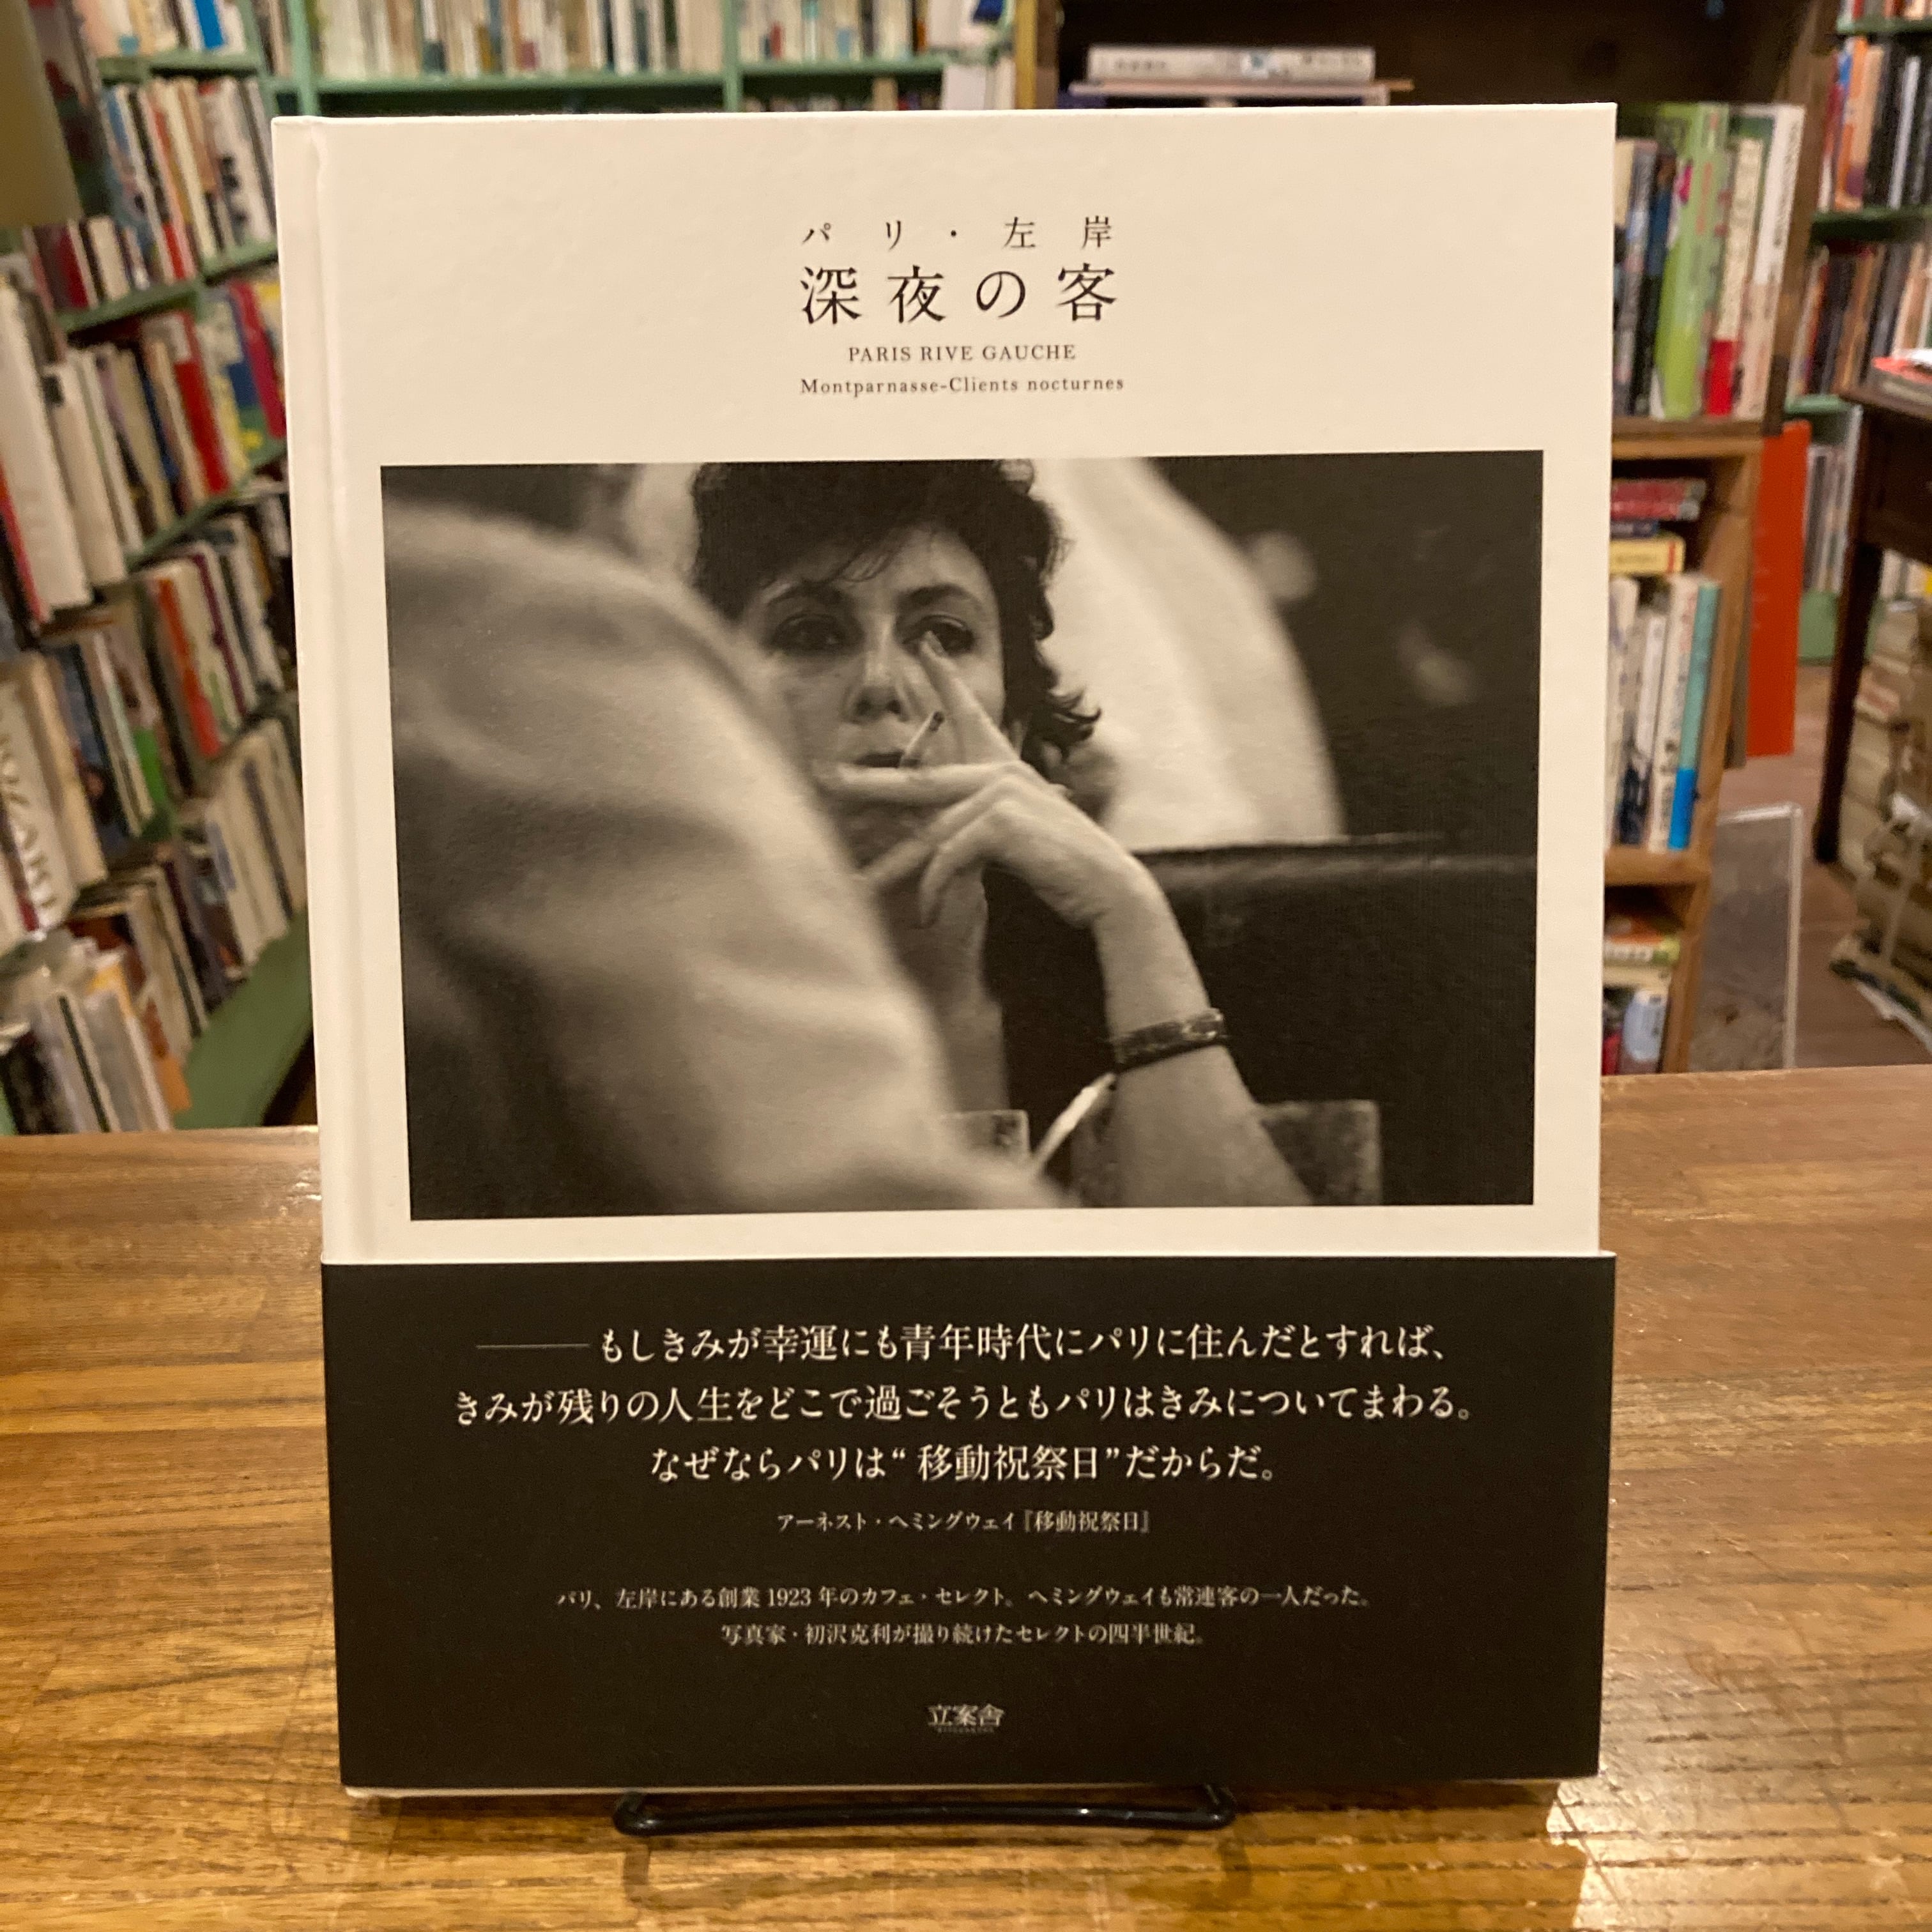 パリ・左岸
深夜の客
PARIS RIVE GAUCHE
Montparnasse-Clients nocturnes
――もしきみが幸運にも青年時代にパリに住んだとすれば、
きみが残りの人生をどこで過ごそうともパリはきみについてまわる。
なぜならパリは“移動祝祭日”だからだ。
アーネスト・ヘミングウェイ『移動祝祭日』
パリ、左岸にある創業1923年のカフェ・セレクト。ヘミングウェイも常連客の一人だった。
写真家・初沢克利が撮り続けたセレクトの四半世紀。
立案舎